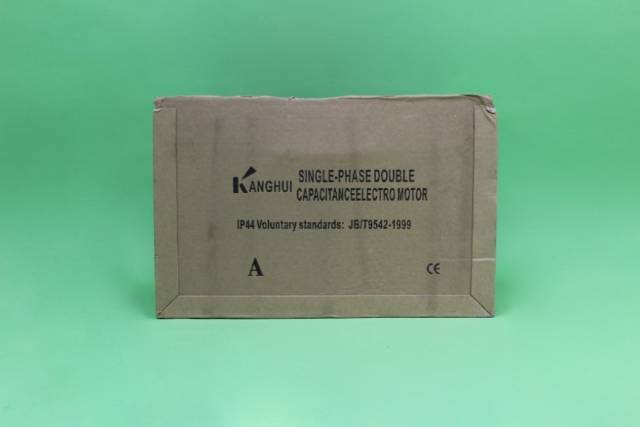 KANGHUI SINGLE-PHASE DOUBLE
CAPACITANCEELECTRO MOTOR
IP44 Voluntary standards: JB/T9542-1999
A CE